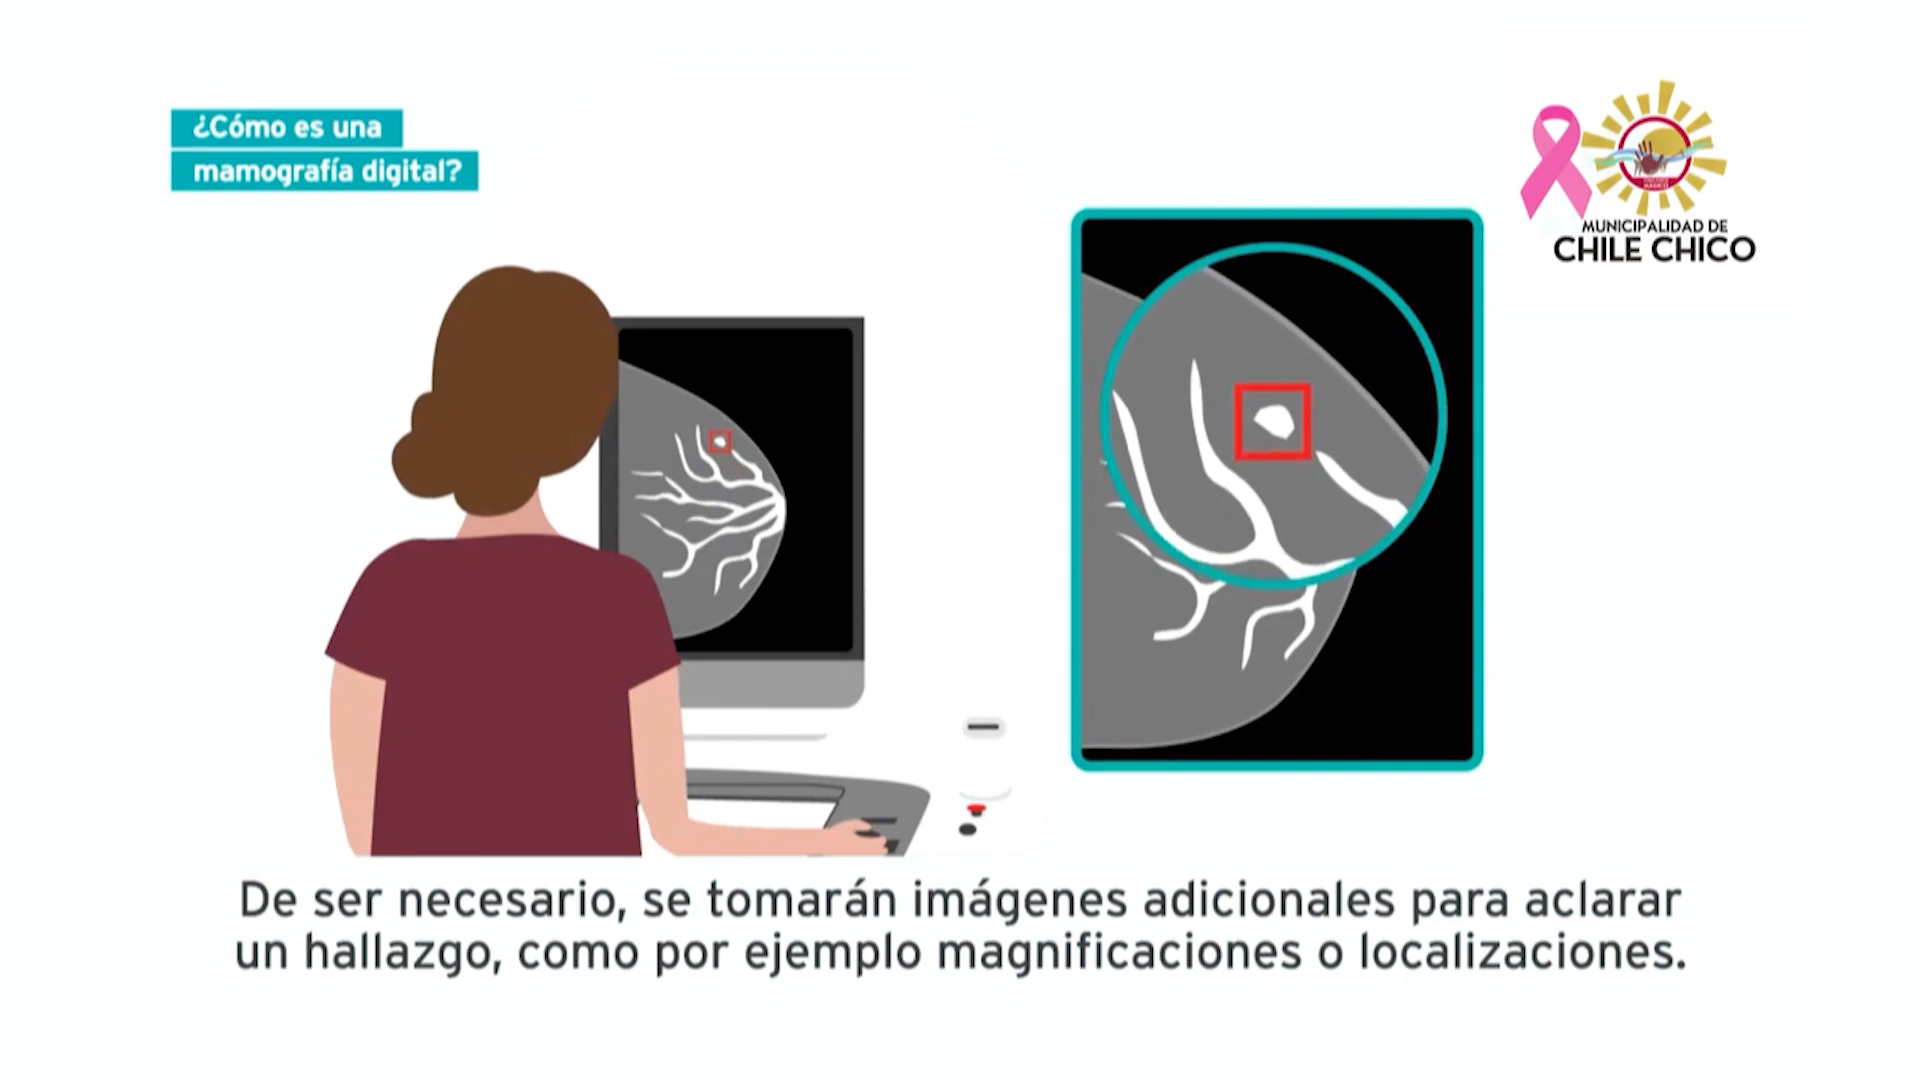 ¿Cómo es una
mamografía digital?
MUNICIPALIDAD DE
CHILE CHICO
De ser necesario, se tomarán imágenes adicionales para aclarar
un hallazgo, como por ejemplo magnificaciones o localizaciones.